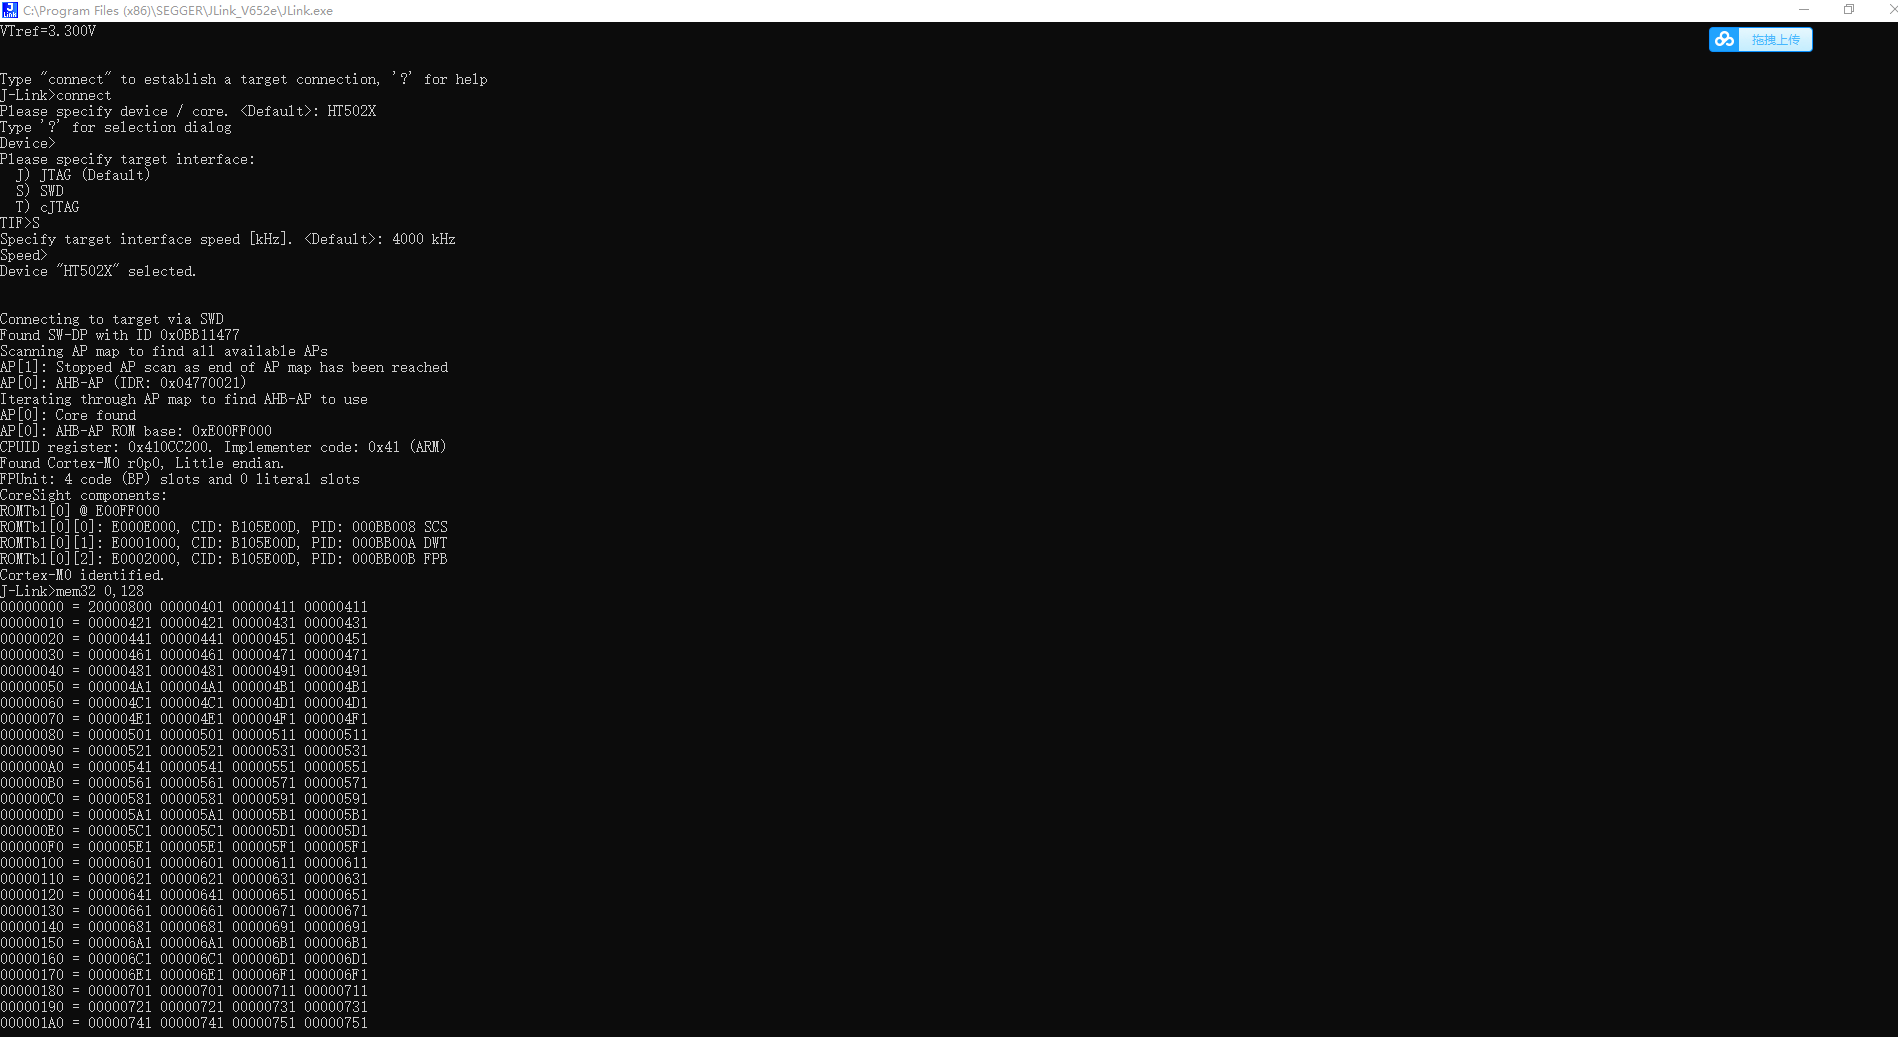 C:\Program Files (x86)\SEGGER\JLink_V652e\JLink.exe
VTref=3.300V
拖拽上传
Type "connect" to establish a target connection, '?' for help
J-Link>connect
Please specify device / core. <Default>: HT502X
Type '?' for selection dialog
Device>
Please specify target interface:
  J) JTAG (Default)
  S) SWD
  T) cJTAG
TIF>S
Specify target interface speed [kHz]. <Default>: 4000 kHz
Speed>
Device "HT502X" selected.
Connecting to target via SWD
Found SW-DP with ID 0x0BB11477
Scanning AP map to find all available APs
AP[1]: Stopped AP scan as end of AP map has been reached
AP[0]: AHB-AP (IDR: 0x04770021)
Iterating through AP map to find AHB-AP to use
AP[0]: Core found
AP[0]: AHB-AP ROM base: 0xE00FF000
CPUID register: 0x410CC200. Implementer code: 0x41 (ARM)
Found Cortex-M0 r0p0, Little endian.
FPUnit: 4 code (BP) slots and 0 literal slots
CoreSight components:
ROMTbl[0] @ E00FF000
ROMTbl[0][0]: E000E000, CID: B105E00D, PID: 000BB008 SCS
ROMTbl[0][1]: E0001000, CID: B105E00D, PID: 000BB00A DWT
ROMTbl[0][2]: E0002000, CID: B105E00D, PID: 000BB00B FPB
Cortex-M0 identified.
J-Link>mem32 0,128
00000000 = 20000800 00000401 00000411 00000411
00000010 = 00000421 00000421 00000431 00000431
00000020 = 00000441 00000441 00000451 00000451
00000030 = 00000461 00000461 00000471 00000471
00000040 = 00000481 00000481 00000491 00000491
00000050 = 000004A1 000004A1 000004B1 000004B1
00000060 = 000004C1 000004C1 000004D1 000004D1
00000070 = 000004E1 000004E1 000004F1 000004F1
00000080 = 00000501 00000501 00000511 00000511
00000090 = 00000521 00000521 00000531 00000531
000000A0 = 00000541 00000541 00000551 00000551
000000B0 = 00000561 00000561 00000571 00000571
000000C0 = 00000581 00000581 00000591 00000591
000000D0 = 000005A1 000005A1 000005B1 000005B1
000000E0 = 000005C1 000005C1 000005D1 000005D1
000000F0 = 000005E1 000005E1 000005F1 000005F1
00000100 = 00000601 00000601 00000611 00000611
00000110 = 00000621 00000621 00000631 00000631
00000120 = 00000641 00000641 00000651 00000651
00000130 = 00000661 00000661 00000671 00000671
00000140 = 00000681 00000681 00000691 00000691
00000150 = 000006A1 000006A1 000006B1 000006B1
00000160 = 000006C1 000006C1 000006D1 000006D1
00000170 = 000006E1 000006E1 000006F1 000006F1
00000180 = 00000701 00000701 00000711 00000711
00000190 = 00000721 00000721 00000731 00000731
000001A0 = 00000741 00000741 00000751 00000751